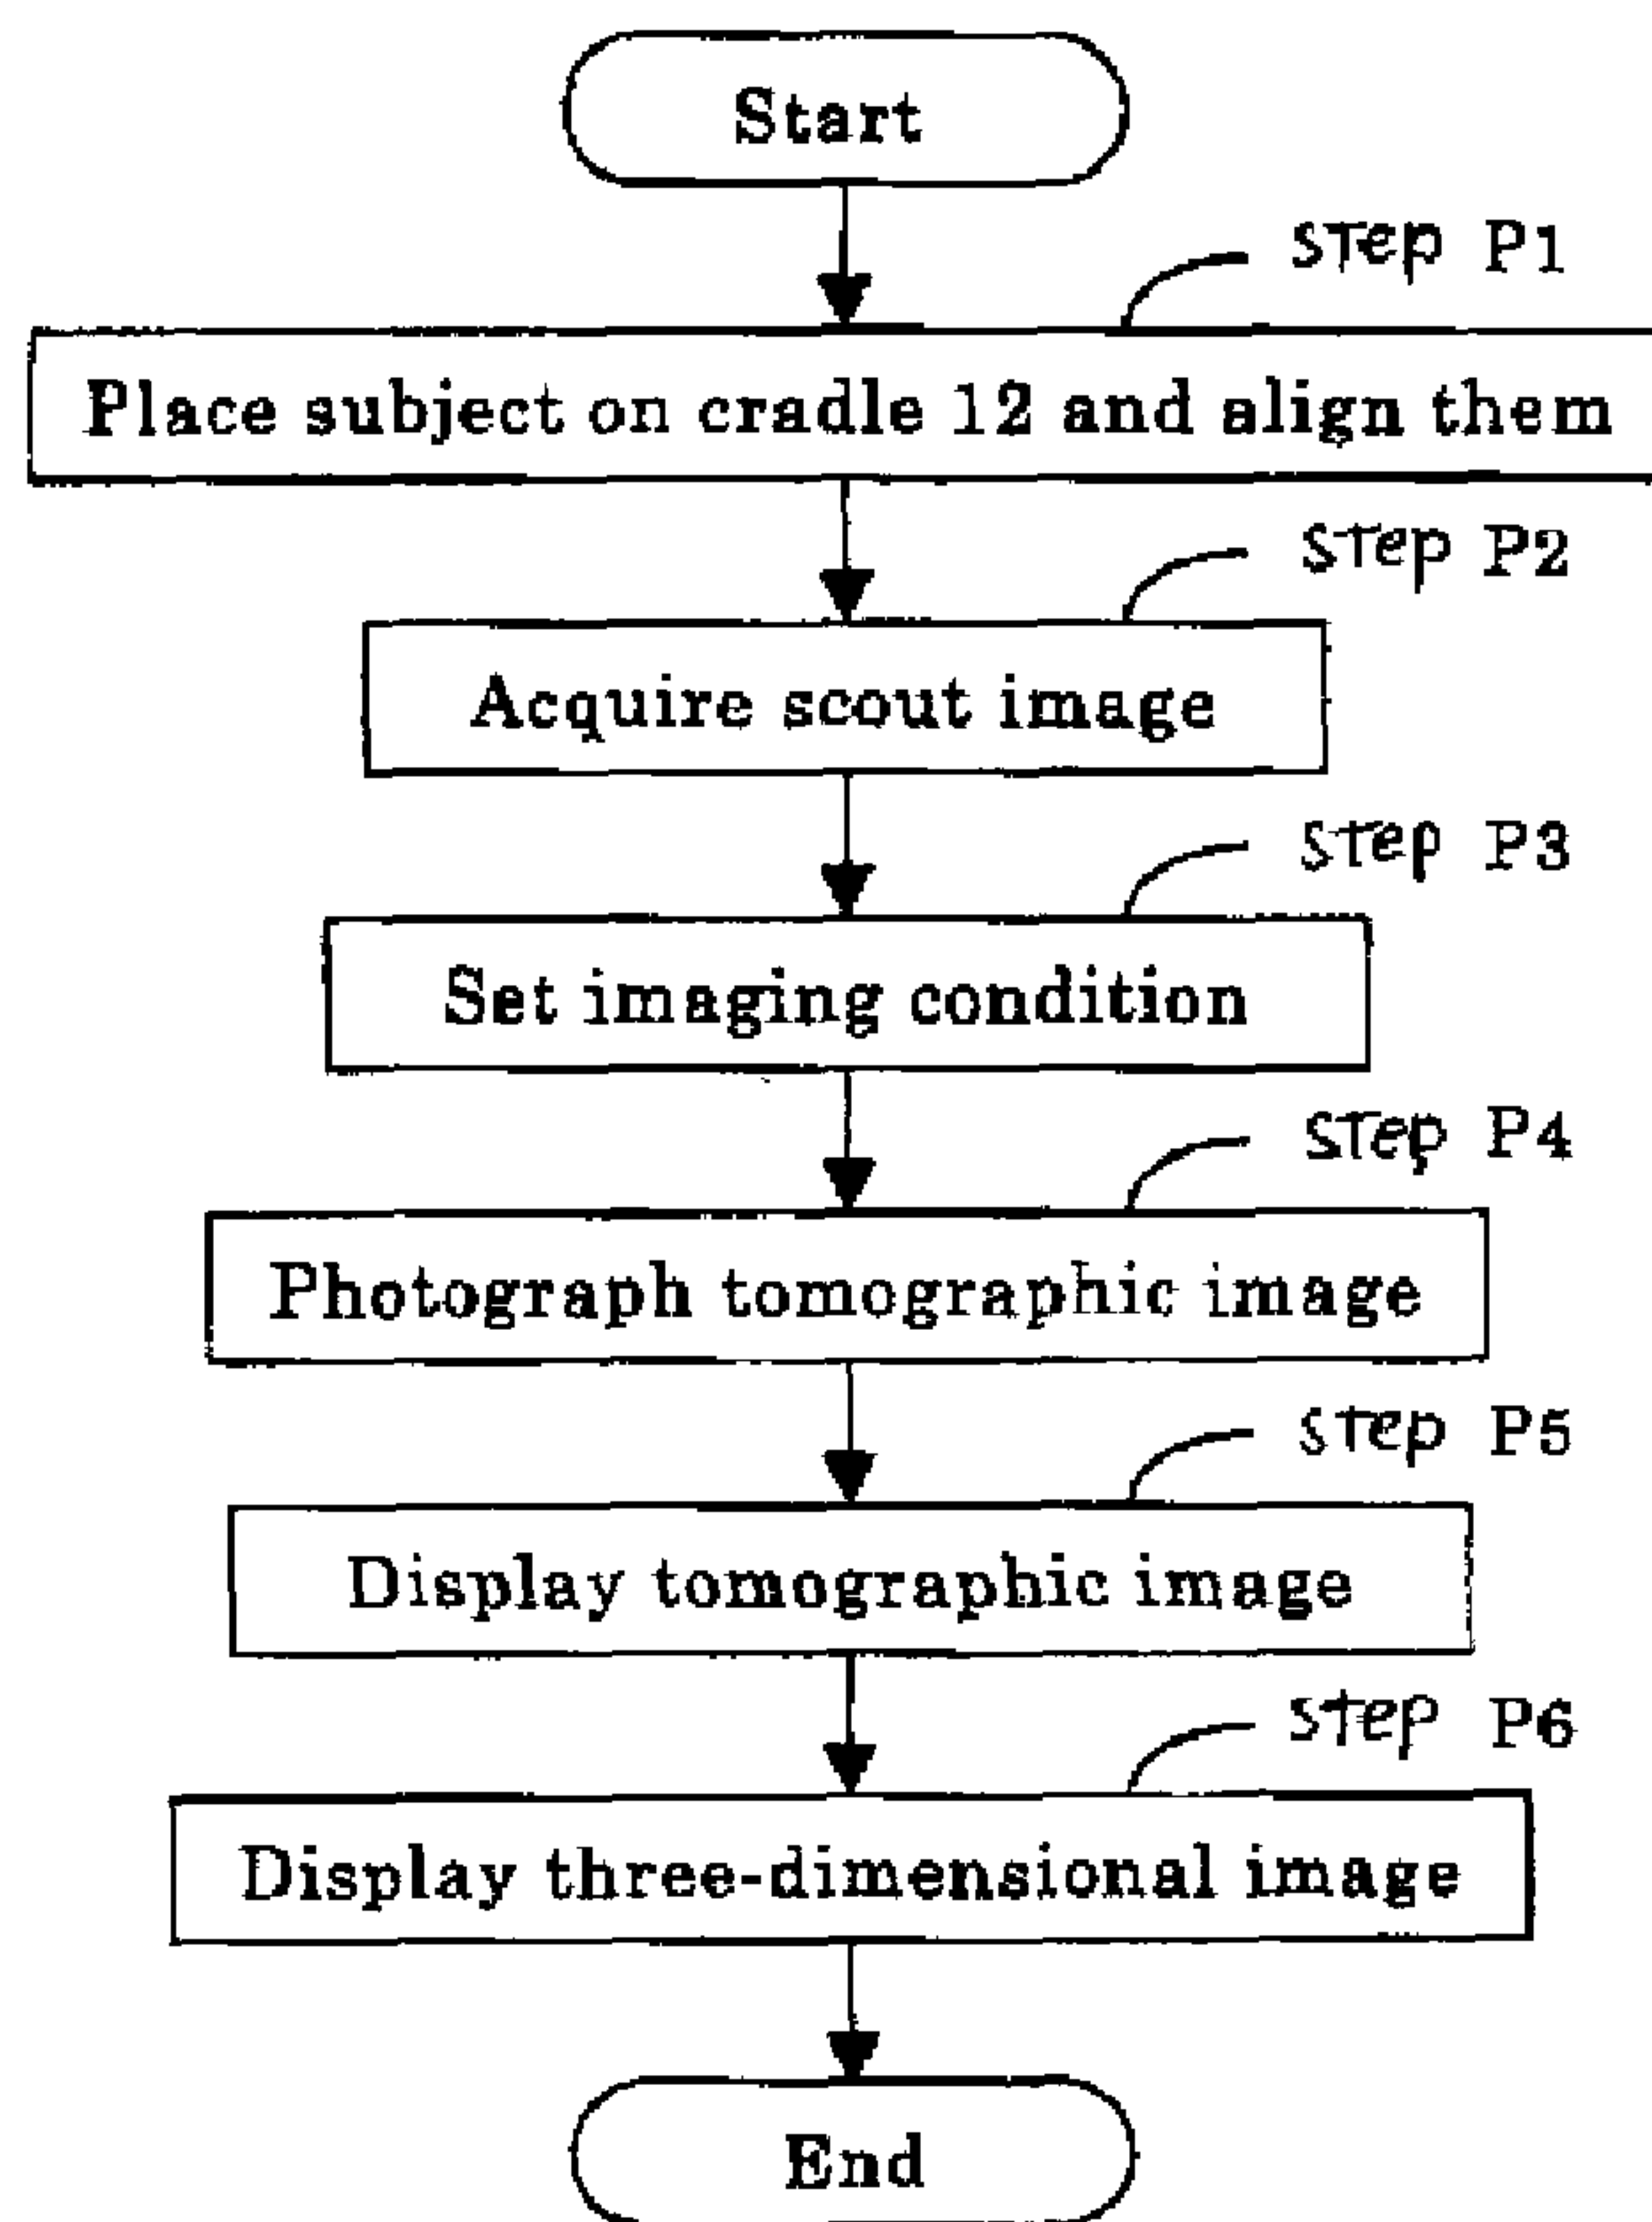 Start
step P1
Place subject on cradle 12 and align them
step P2
Acquire scout image
step P3
Set imaging condition
step P4
Photograph tomographic image
step P5
Display tomographic image
step P6
Display three-dimensional image
End